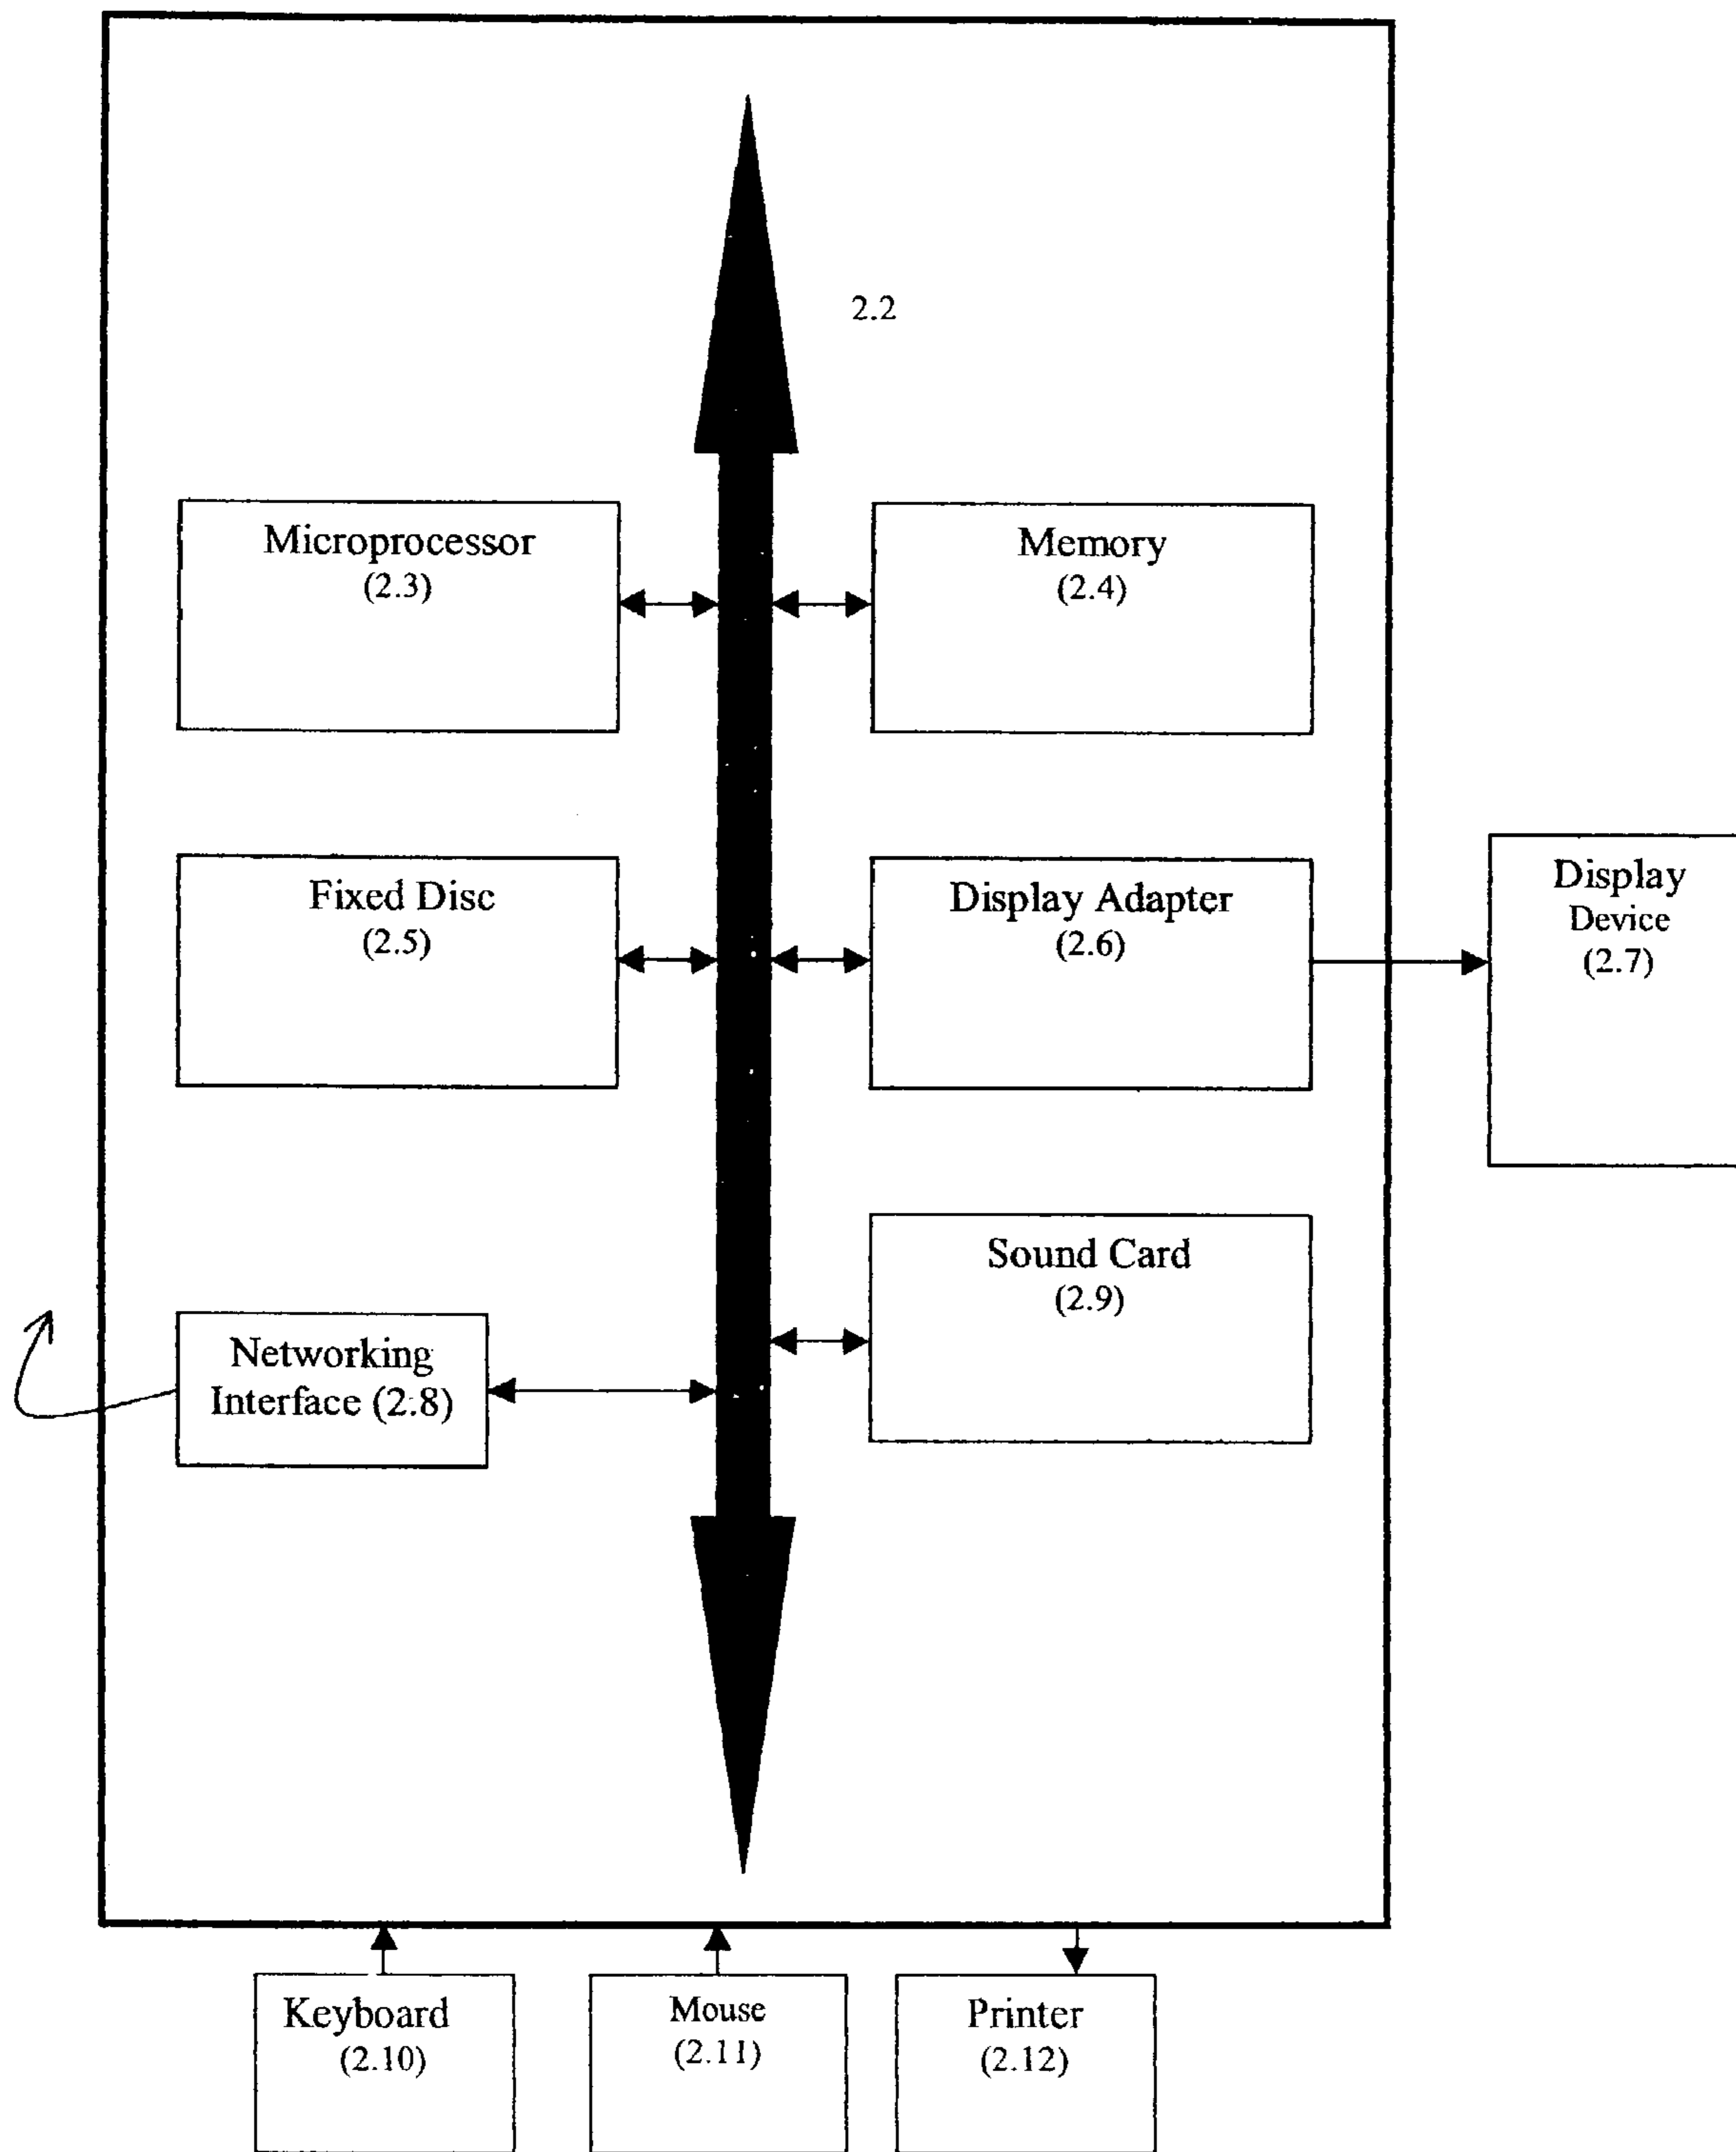 2.2
Microprocessor
(2.3)
Memory
(2.4)
Fixed Disc
(2.5)
Display Adapter
(2.6)
Display
Device
(2.7)
Sound Card
(2.9)
Networking
Interface (2.8)
Keyboard
(2.10)
Mouse
(2.11)
Printer
(2.12)